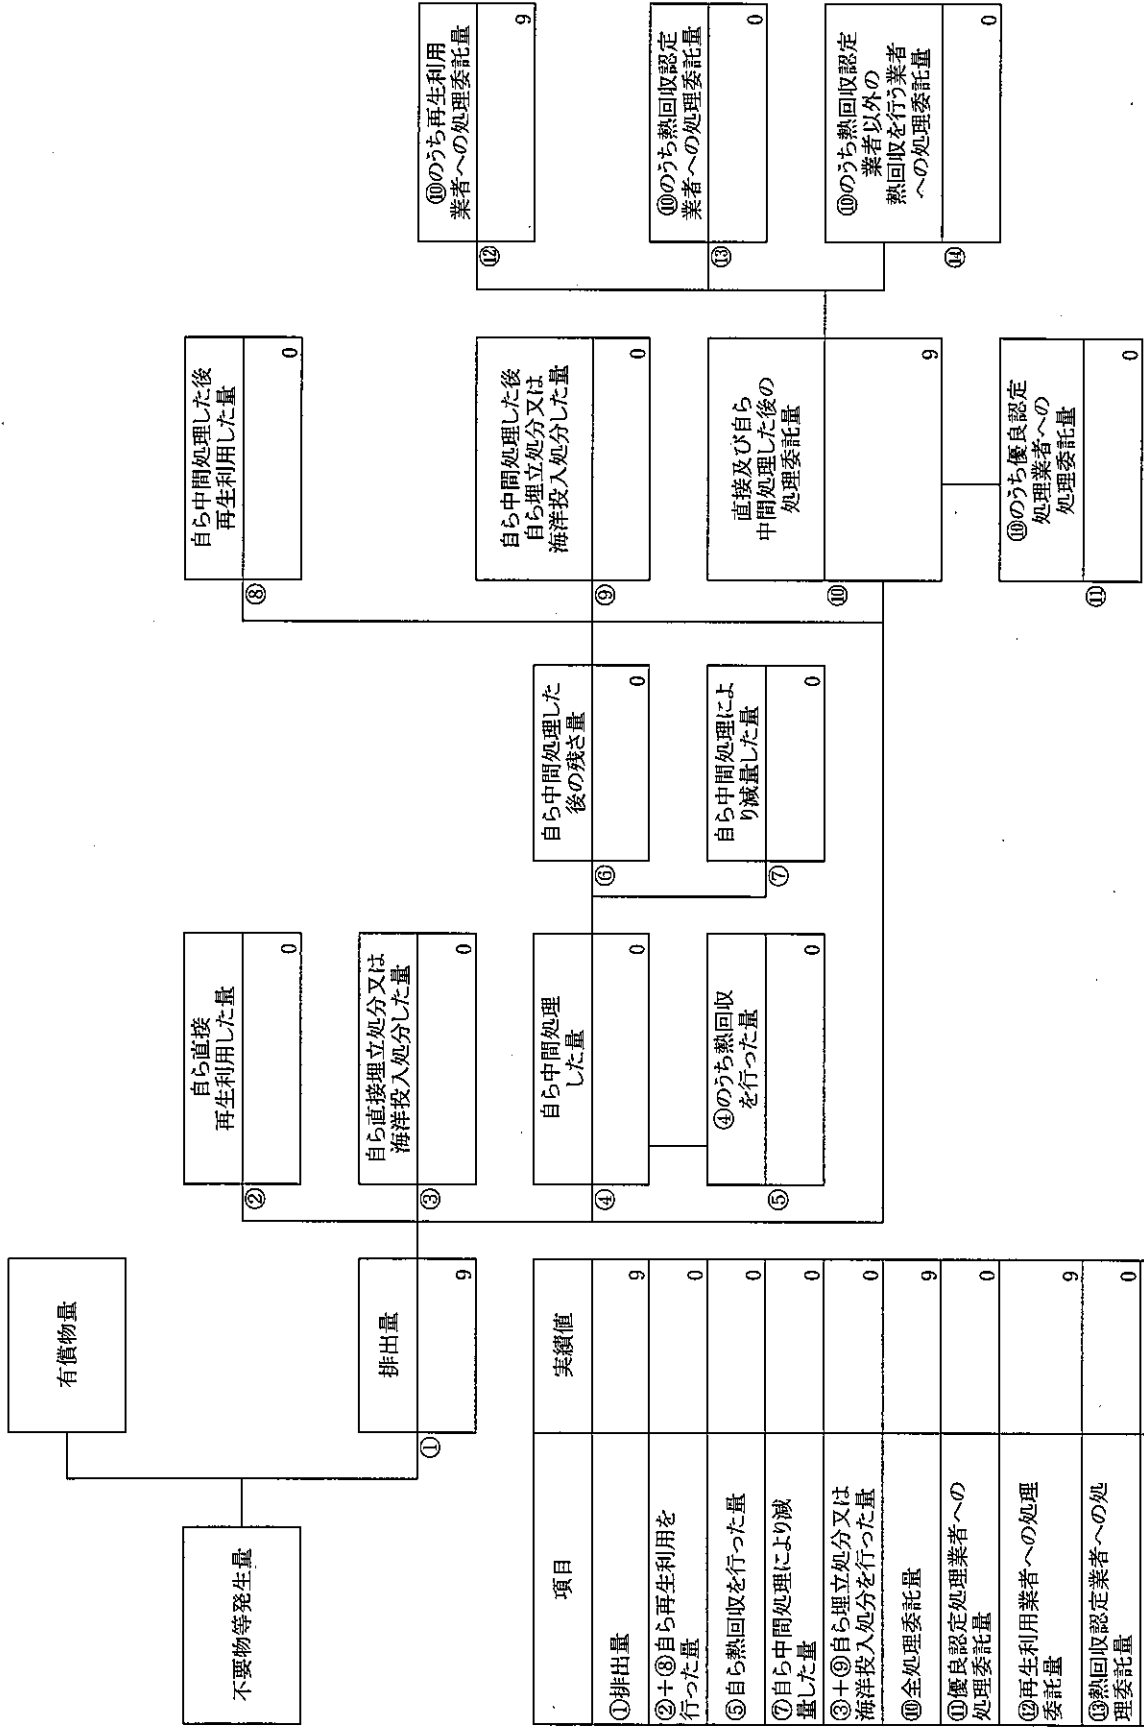 不要物等発生量
有償物量
排出量
①
9
②
自ら直接
再生利用した量
0
③
自ら直接埋立処分又は
海洋投入処分した量
0
④
自ら中間処理
した量
0
⑤
④のうち熱回収
を行った量
0
⑥
自ら中間処理した
後の残さ量
0
⑦
自ら中間処理によ
り減量した量
0
⑧
自ら中間処理した後
再生利用した量
0
⑨
自ら中間処理した後
自ら埋立処分又は
海洋投入処分した量
0
⑩
直接及び自ら
中間処理した後の
処理委託量
9
⑪
⑩のうち優良認定
処理業者への
処理委託量
0
⑫
⑩のうち再生利用
業者への処理委託量
9
⑬
⑩のうち熱回収認定
業者への処理委託量
0
⑭
⑩のうち熱回収認定
業者以外の
熱回収を行う業者
への処理委託量
0
項目 実績値
①排出量 9
②+⑧自ら再生利用を
行った量 0
⑤自ら熱回収を行った量 0
⑦自ら中間処理により減
量した量 0
③+⑨自ら埋立処分又は
海洋投入処分を行った量 0
⑩全処理委託量 9
⑪優良認定処理業者への
処理委託量 0
⑫再生利用業者への処理
委託量 9
⑬熱回収認定業者への処
理委託量 0